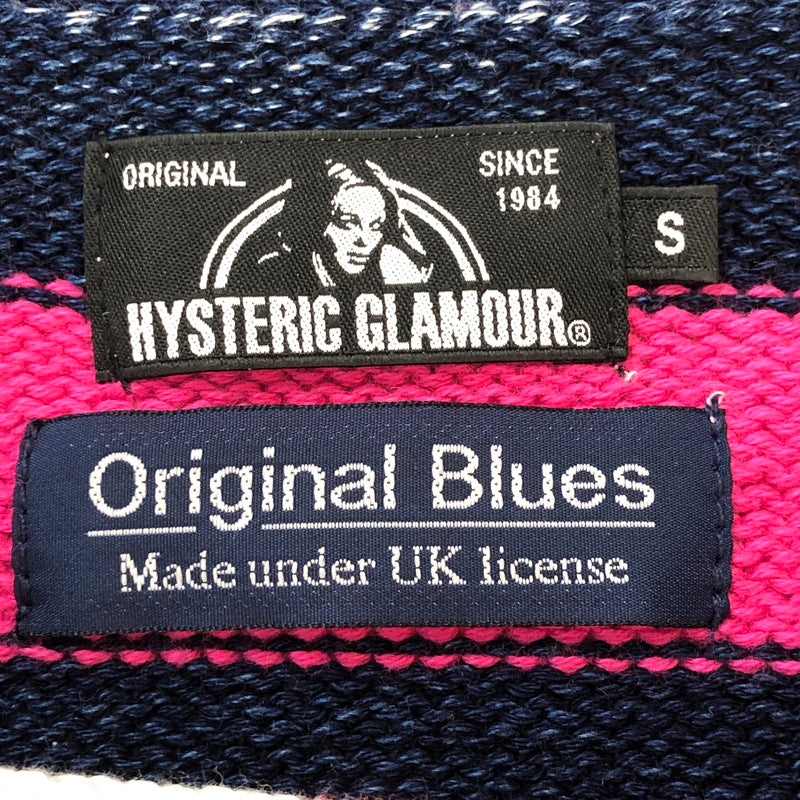 ORIGINAL
SINCE
1984
HYSTERIC GLAMOUR®
S
Original Blues
Made under UK license